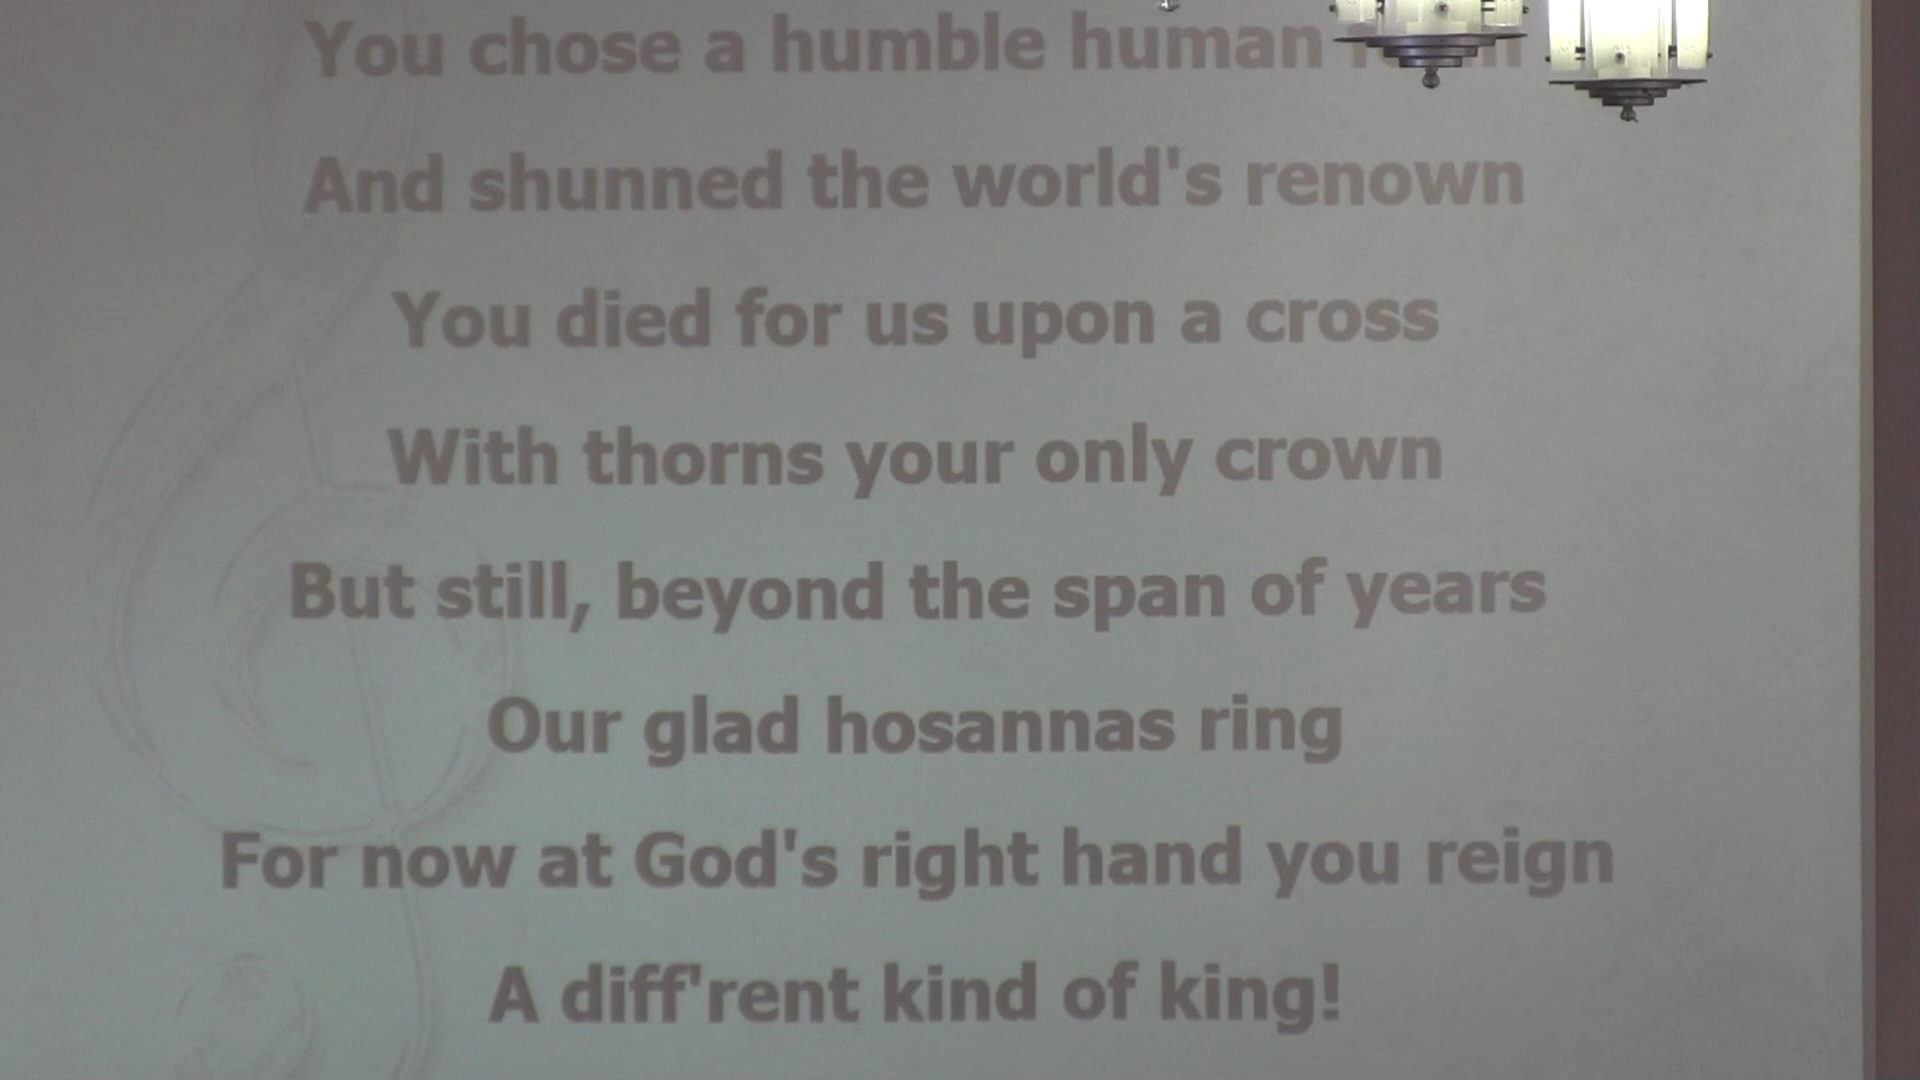 You chose a humble human
And shunned the world's renown
You died for us upon a cross
With thorns your only crown
But still, beyond the span of years
Our glad hosannas ring
For now at God's right hand you reign
A diff'rent kind of king!